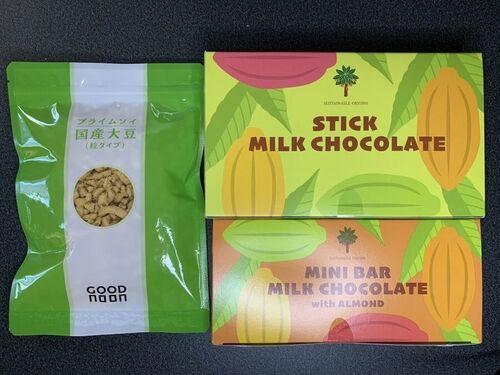 プライムソイ
国産大豆
(粒タイプ)
GOOD
NOON
SUSTAINABLE ORIGINS
STICK
MILK CHOCOLATE
SUSTAINABLE ORIGINS
MINI BAR
MILK CHOCOLATE
with ALMOND